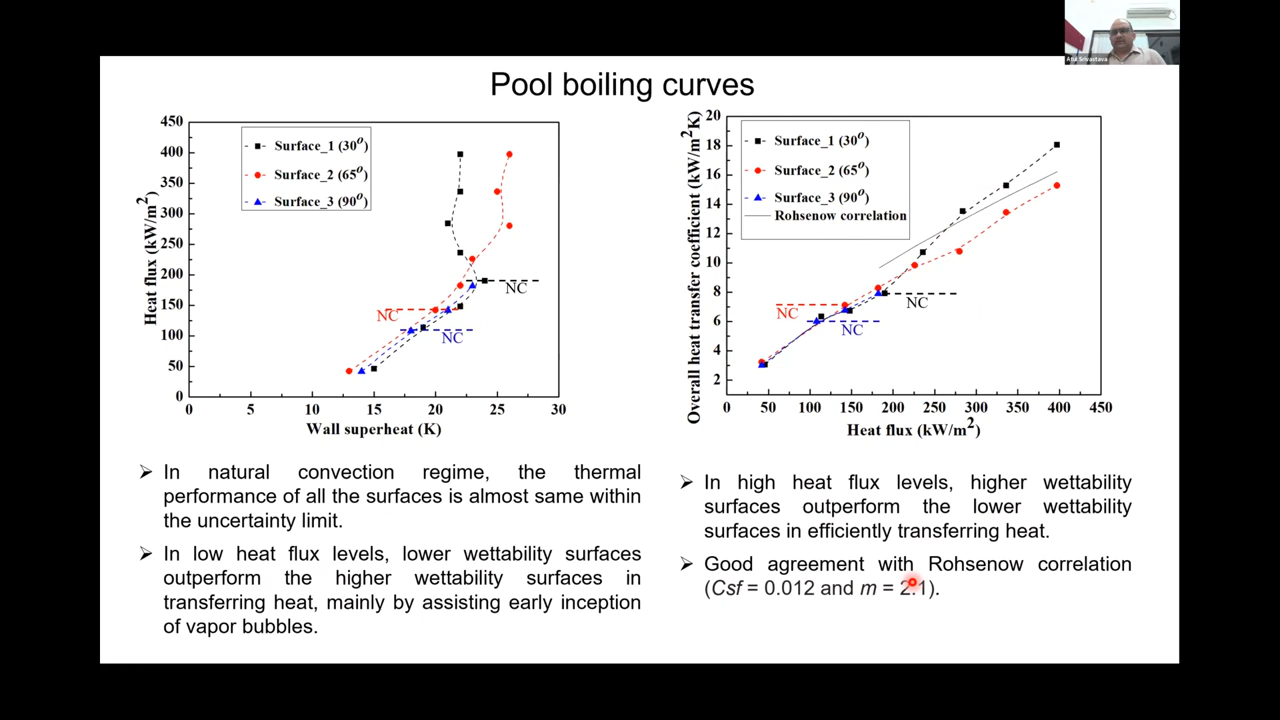 Atul Srivastava
Pool boiling curves
450
400
350
300
250
200
150
100
50
0
Heat flux (kW/m²)
Surface_1 (30º)
Surface_2 (65º)
Surface_3 (90º)
NC
NC
NC
0 5 10 15 20 25 30
Wall superheat (K)
➢ In natural convection regime, the thermal
performance of all the surfaces is almost same within
the uncertainty limit.
➢ In low heat flux levels, lower wettability surfaces
outperform the higher wettability surfaces in
transferring heat, mainly by assisting early inception
of vapor bubbles.
20
18
16
14
12
10
8
6
4
2
Overall heat transfer coefficient (kW/m²K)
Surface_1 (30º)
Surface_2 (65º)
Surface_3 (90º)
Rohsenow correlation
NC
NC
NC
0 50 100 150 200 250 300 350 400 450
Heat flux (kW/m²)
➢ In high heat flux levels, higher wettability
surfaces outperform the lower wettability
surfaces in efficiently transferring heat.
➢ Good agreement with Rohsenow correlation
(Csf = 0.012 and m = 2.1).